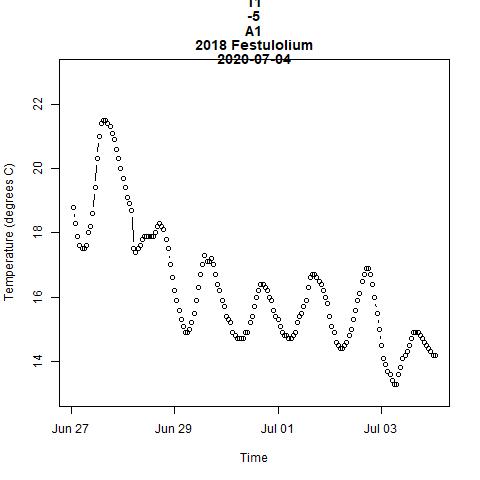 T1
-5
A1
2018 Festulolium
2020-07-04
Temperature (degrees C)
22
20
18
16
14
Jun 27 Jun 29 Jul 01 Jul 03
Time